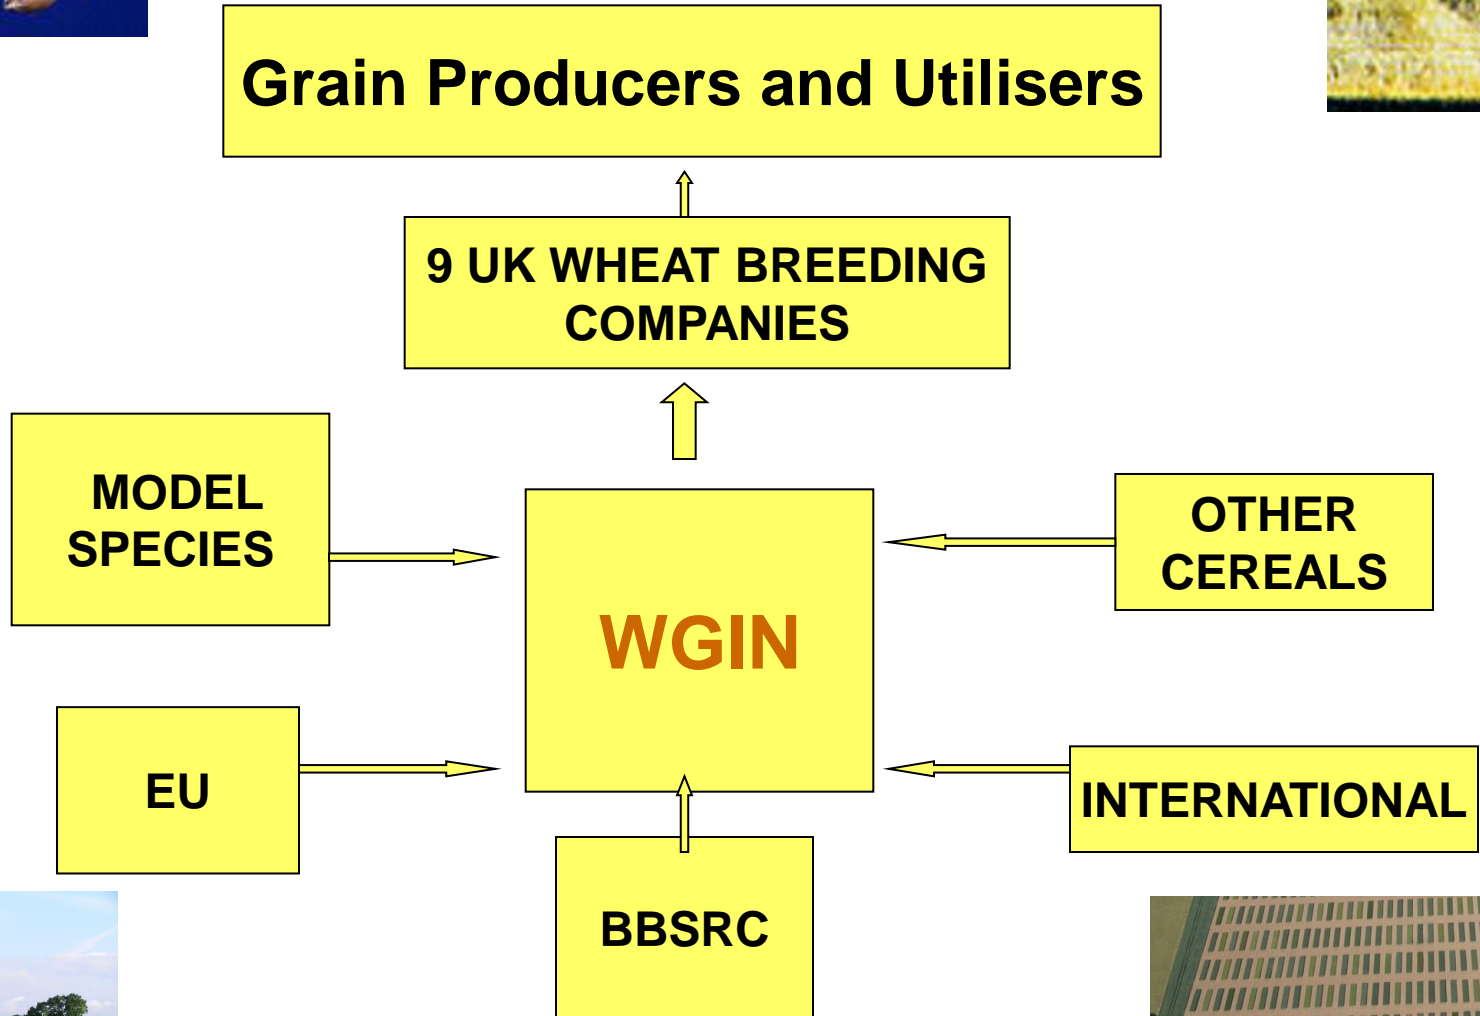 Grain Producers and Utilisers
9 UK WHEAT BREEDING
COMPANIES
MODEL
SPECIES
OTHER
CEREALS
WGIN
EU
INTERNATIONAL
BBSRC